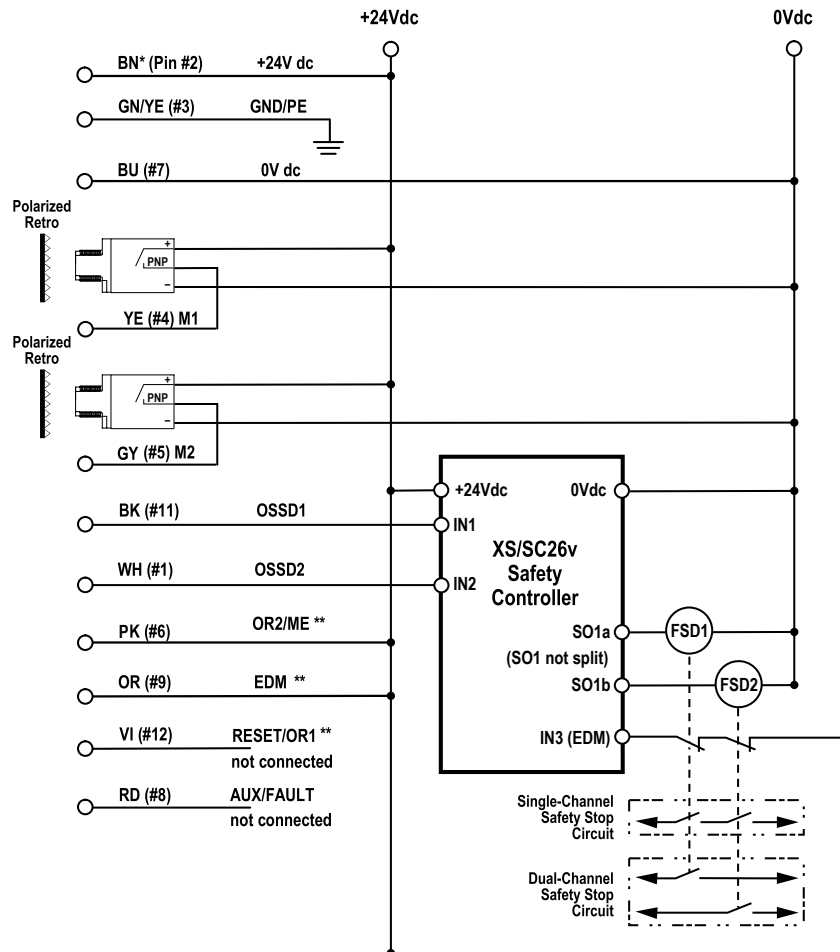 +24Vdc
0Vdc
BN* (Pin #2) +24V dc
GN/YE (#3) GND/PE
BU (#7) 0V dc
Polarized
Retro
+
PNP
–
YE (#4) M1
Polarized
Retro
+
PNP
–
GY (#5) M2
+24Vdc 0Vdc
BK (#11) OSSD1
IN1
XS/SC26v
Safety
Controller
WH (#1) OSSD2
IN2
PK (#6) OR2/ME **
SO1a
FSD1
(SO1 not split)
OR (#9) EDM **
SO1b
FSD2
VI (#12) RESET/OR1 **
not connected
IN3 (EDM)
RD (#8) AUX/FAULT
not connected
Single-Channel
Safety Stop
Circuit
Dual-Channel
Safety Stop
Circuit